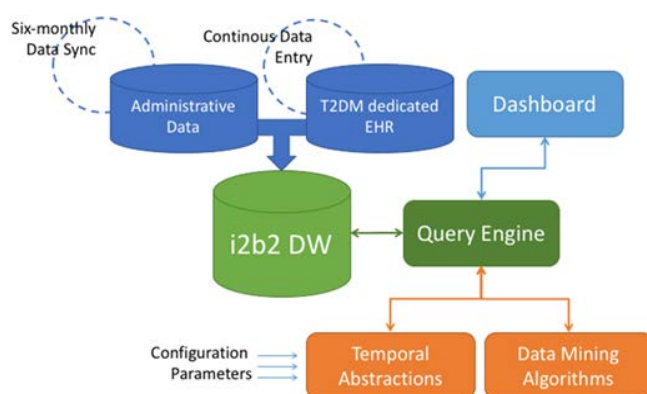 Six-monthly
Data Sync
Continous Data
Entry
Administrative
Data
T2DM dedicated
EHR
Dashboard
i2b2 DW
Query Engine
Configuration
Parameters
Temporal
Abstractions
Data Mining
Algorithms